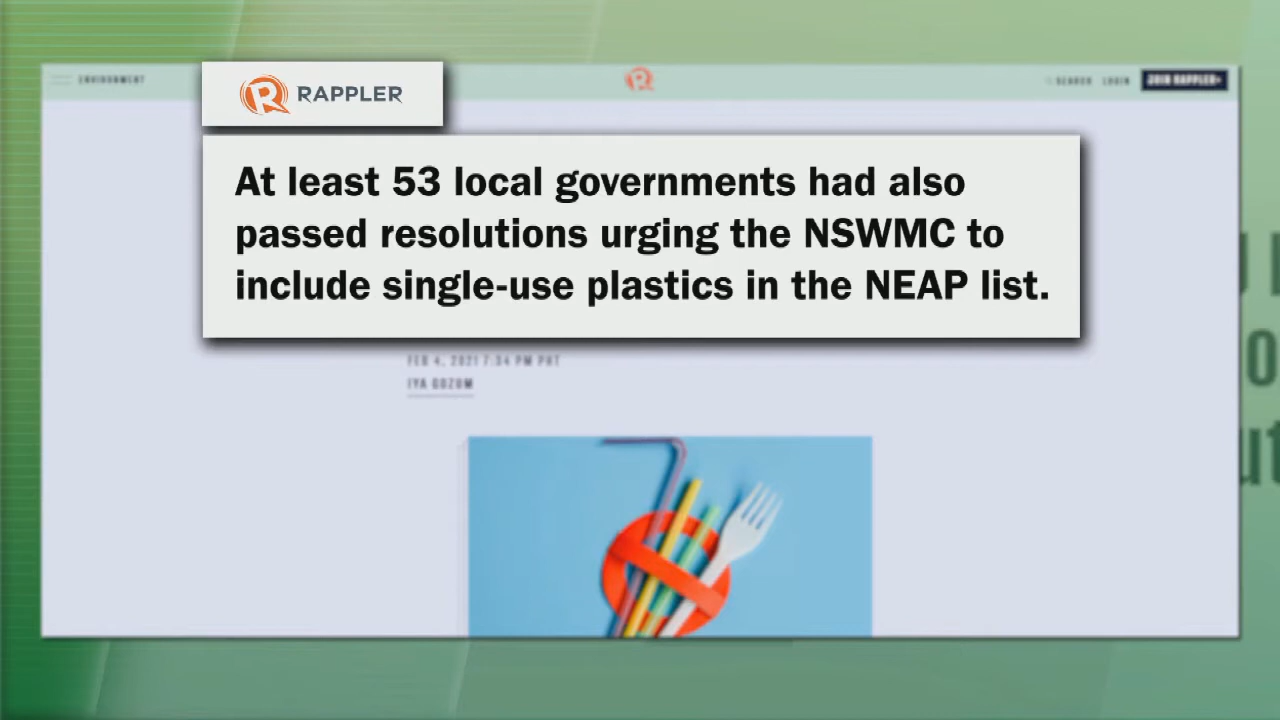 ENVIRONMENT
SEARCH LOGIN JOIN RAPPLER+
RAPPLER
At least 53 local governments had also
passed resolutions urging the NSWMC to
include single-use plastics in the NEAP list.
FEB 4, 2021 7:34 PM PHT
IYA GOZUM